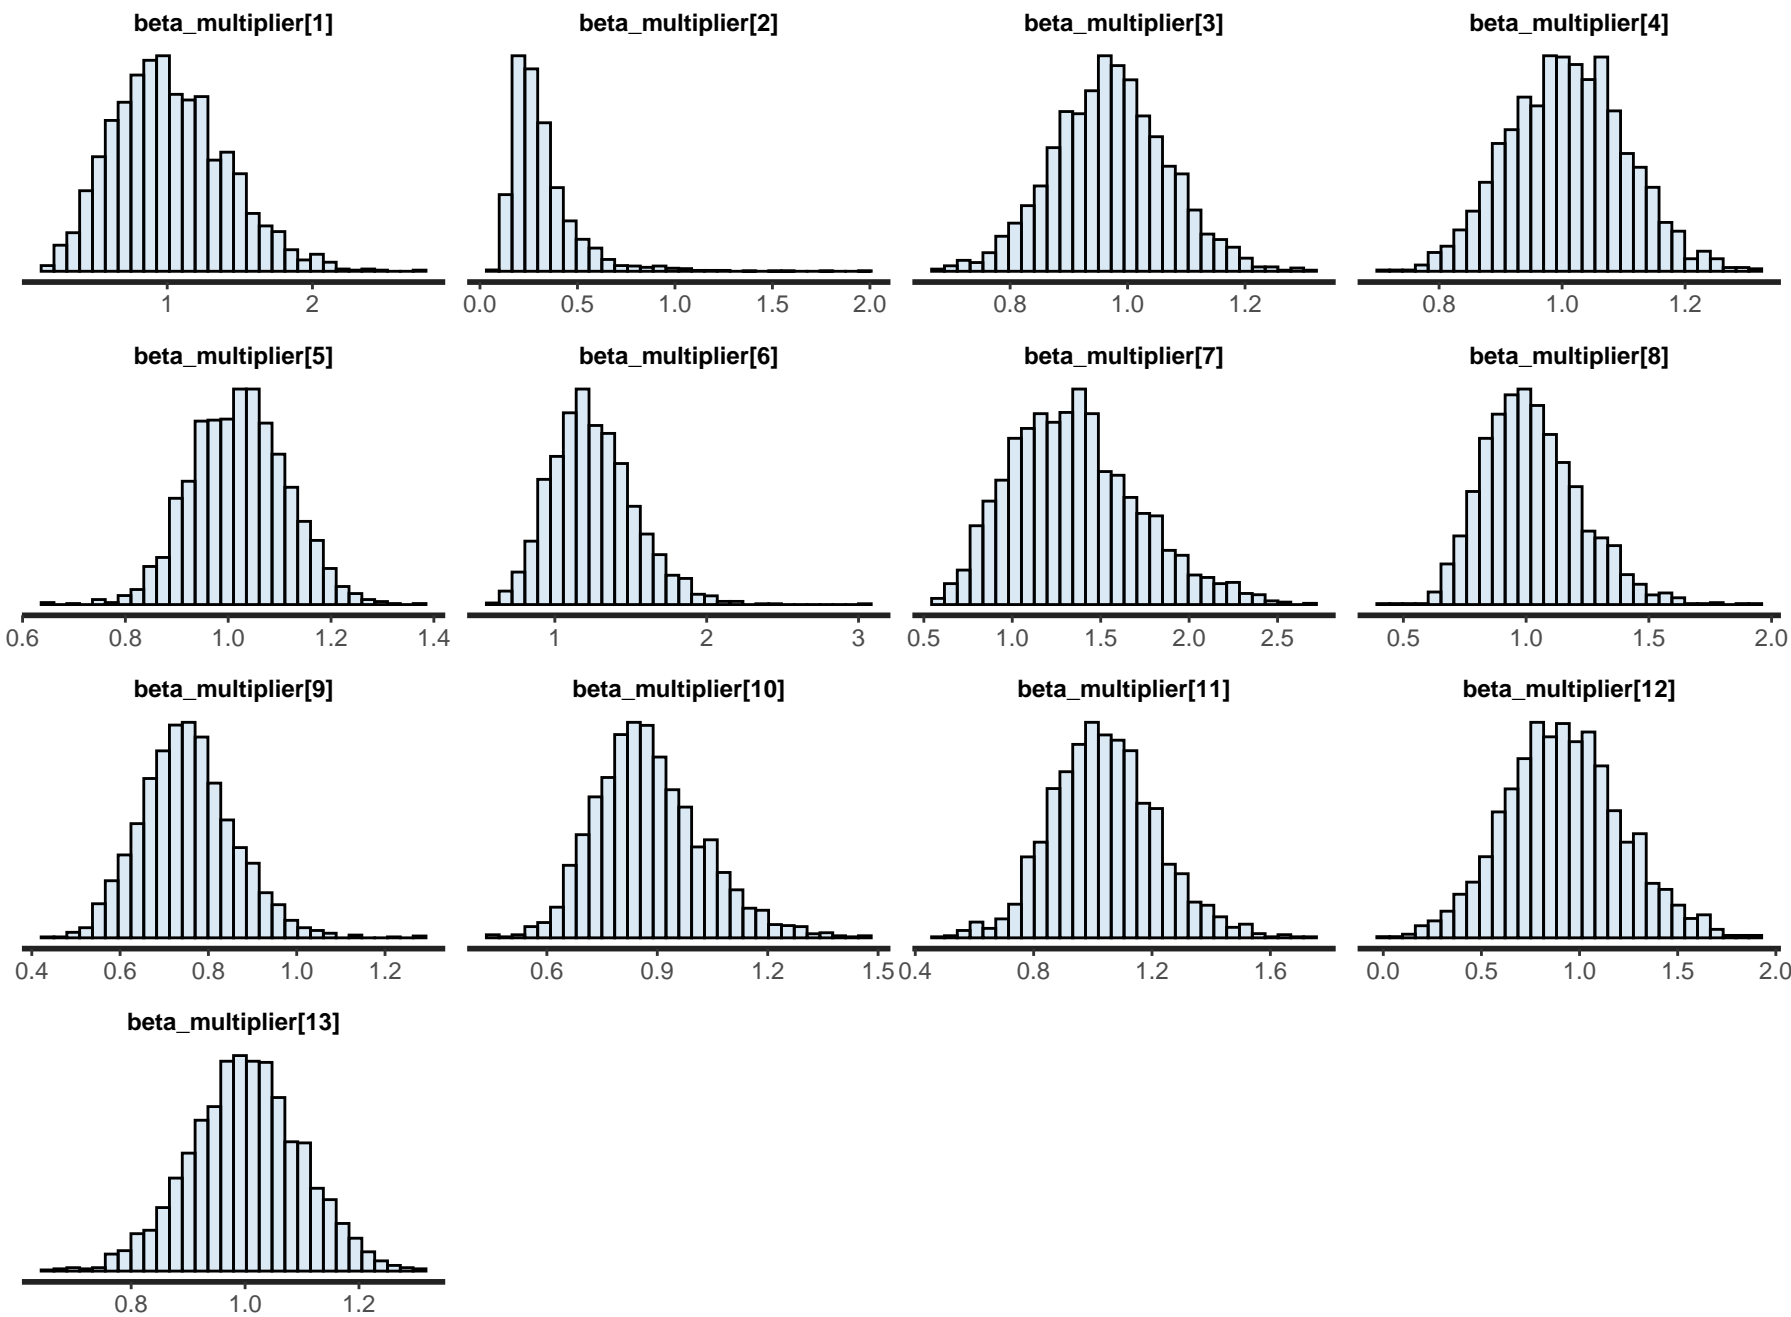 beta_multiplier[1] beta_multiplier[2] beta_multiplier[3] beta_multiplier[4]
1 2 0.0 0.5 1.0 1.5 2.0 0.8 1.0 1.2 0.8 1.0 1.2
beta_multiplier[5] beta_multiplier[6] beta_multiplier[7] beta_multiplier[8]
0.6 0.8 1.0 1.2 1.4 1 2 3 0.5 1.0 1.5 2.0 2.5 0.5 1.0 1.5 2.0
beta_multiplier[9] beta_multiplier[10] beta_multiplier[11] beta_multiplier[12]
0.4 0.6 0.8 1.0 1.2 0.6 0.9 1.2 1.5 0.4 0.8 1.2 1.6 0.0 0.5 1.0 1.5 2.0
beta_multiplier[13]
0.8 1.0 1.2